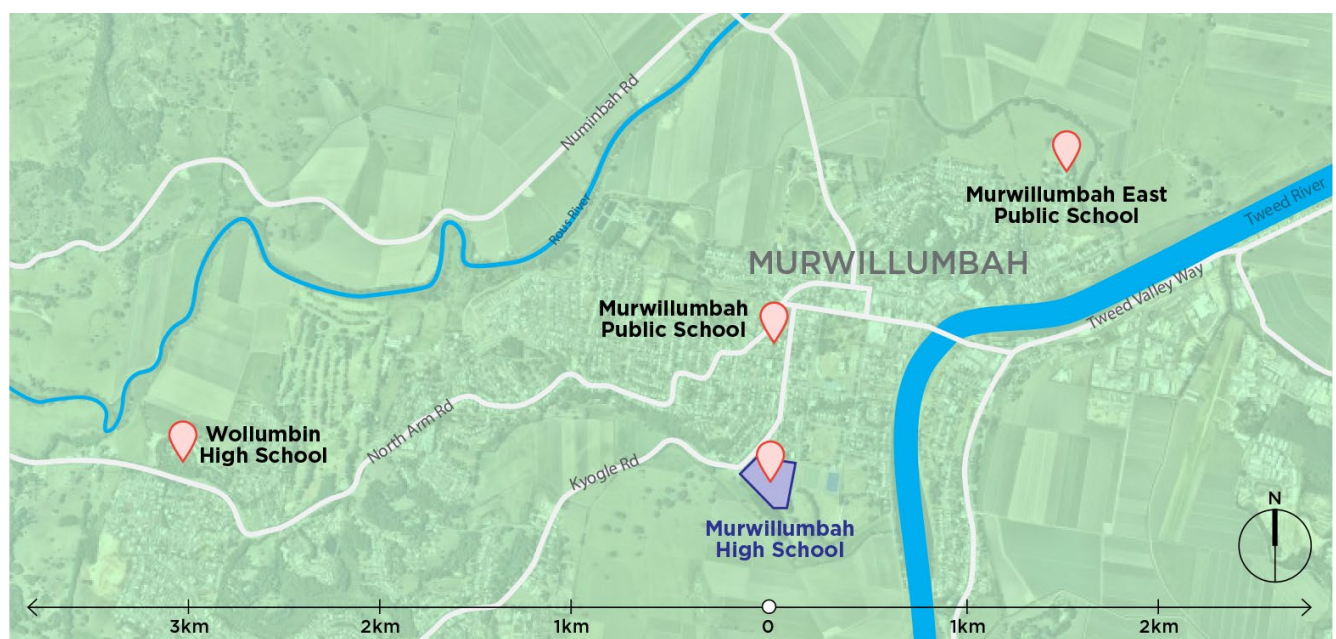 Numinbah Rd
Rous River
Murwillumbah East
Public School
Tweed River
MURWILLUMBAH
Tweed Valley Way
Murwillumbah
Public School
Wollumbin
High School
North Arm Rd
Kyogle Rd
Murwillumbah
High School
N
3km
2km
1km
0
1km
2km